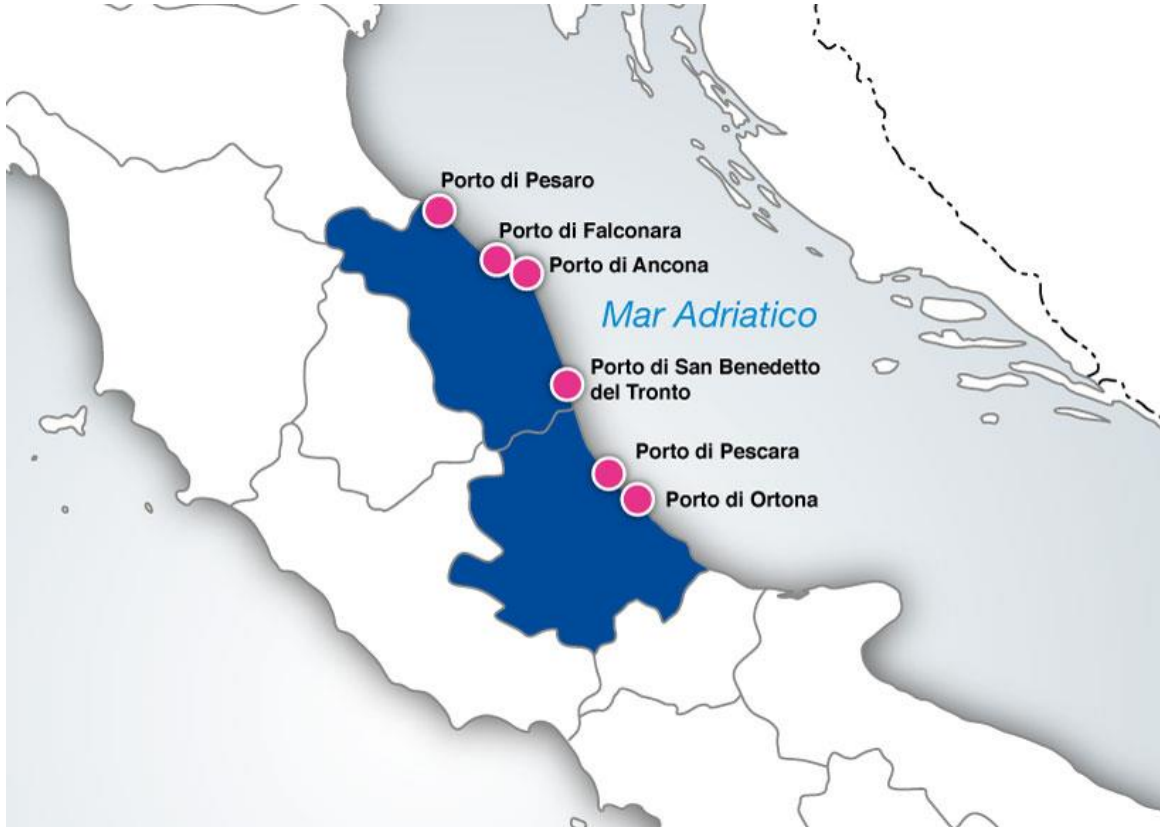 Porto di Pesaro
Porto di Falconara
Porto di Ancona
Mar Adriatico
Porto di San Benedetto
del Tronto
Porto di Pescara
Porto di Ortona